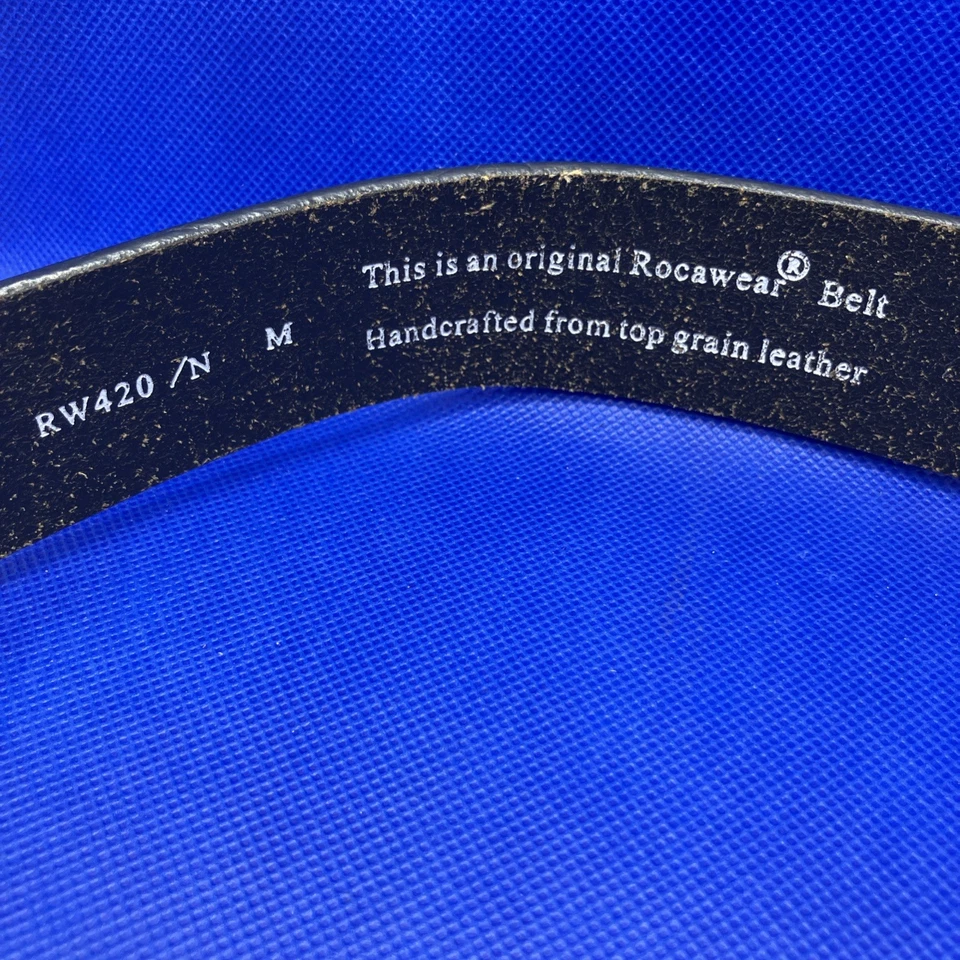 This is an original Rocawear® Belt
Handcrafted from top grain leather
RW420 /N M